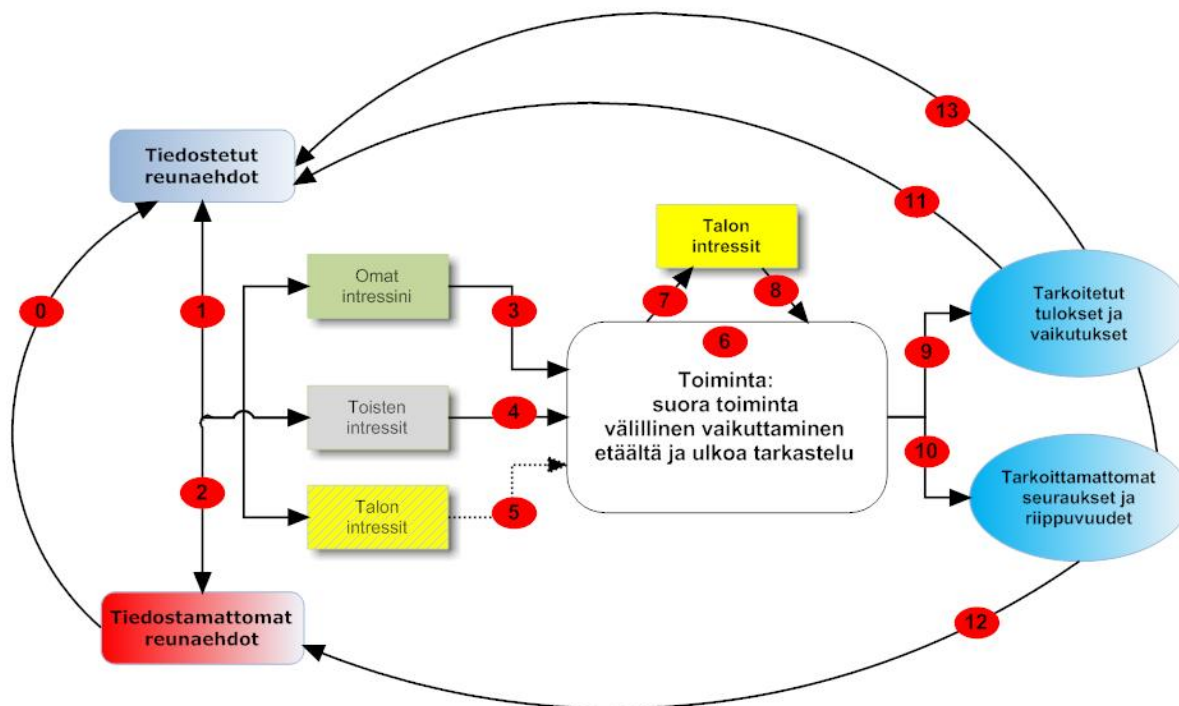 13
Tiedostetut
reunaehdot
11
Talon
intressit
Omat
intressini
0
1
3
7
8
Tarkoitetut
tulokset ja
vaikutukset
6
9
Toiminta:
suora toiminta
välillinen vaikuttaminen
etäältä ja ulkoa tarkastelu
Toisten
intressit
4
10
2
Talon
intressit
5
Tarkoittamattomat
seuraukset ja
riippuvuudet
Tiedostamattomat
reunaehdot
12